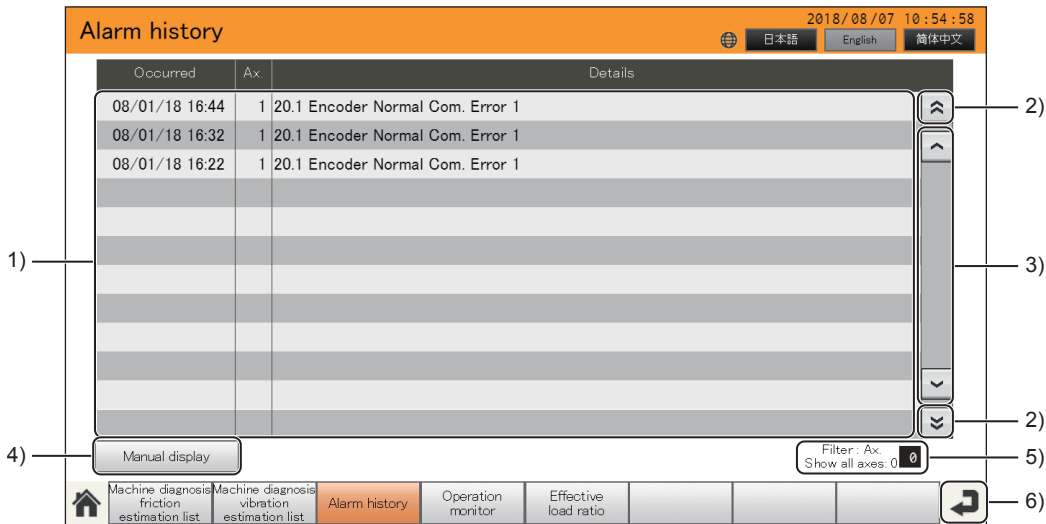 Alarm history
2018/08/07 10:54:58
日本語 English 简体中文
Occurred Ax. Details
08/01/18 16:44 1 20.1 Encoder Normal Com. Error 1
08/01/18 16:32 1 20.1 Encoder Normal Com. Error 1
08/01/18 16:22 1 20.1 Encoder Normal Com. Error 1
1)
2)
3)
2)
4)
Manual display
Filter : Ax.
Show all axes: 0 0
5)
Machine diagnosis
friction
estimation list
Machine diagnosis
vibration
estimation list
Alarm history
Operation
monitor
Effective
load ratio
6)